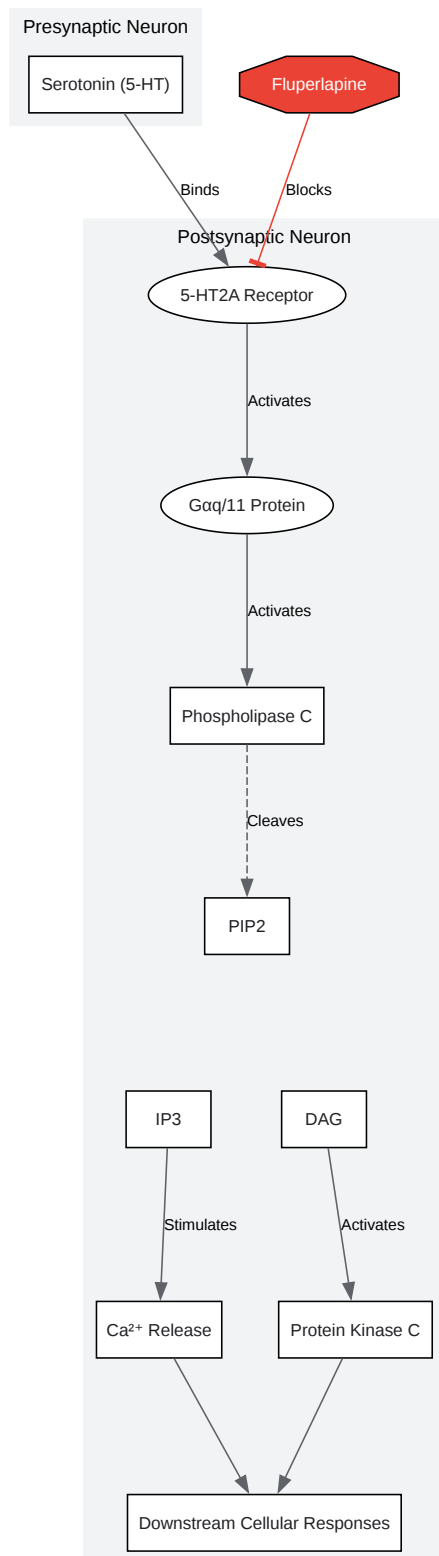 Presynaptic Neuron
Serotonin (5-HT)
Fluperlapine
Binds
Blocks
Postsynaptic Neuron
5-HT2A Receptor
Activates
Gαq/11 Protein
Activates
Phospholipase C
Cleaves
PIP2
IP3
DAG
Stimulates
Activates
Ca²⁺ Release
Protein Kinase C
Downstream Cellular Responses